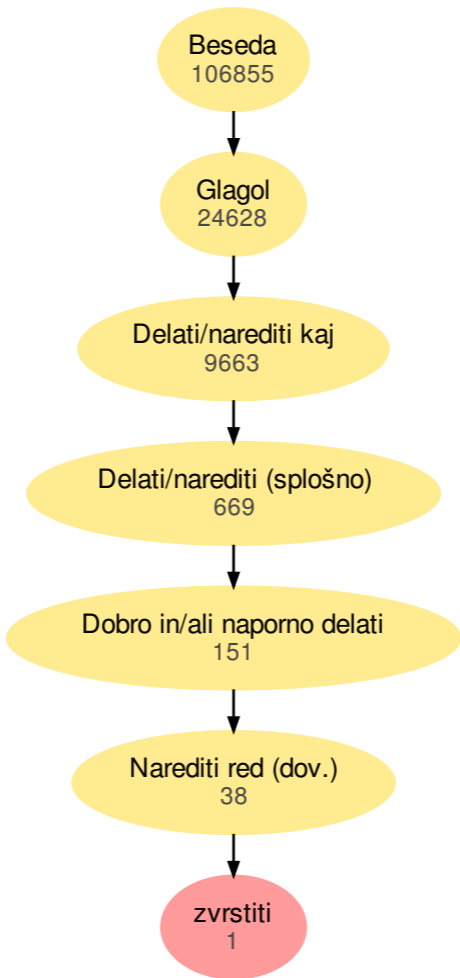 Beseda
106855
Glagol
24628
Delati/narediti kaj
9663
Delati/narediti (splošno)
669
Dobro in/ali naporno delati
151
Narediti red (dov.)
38
zvrstiti
1